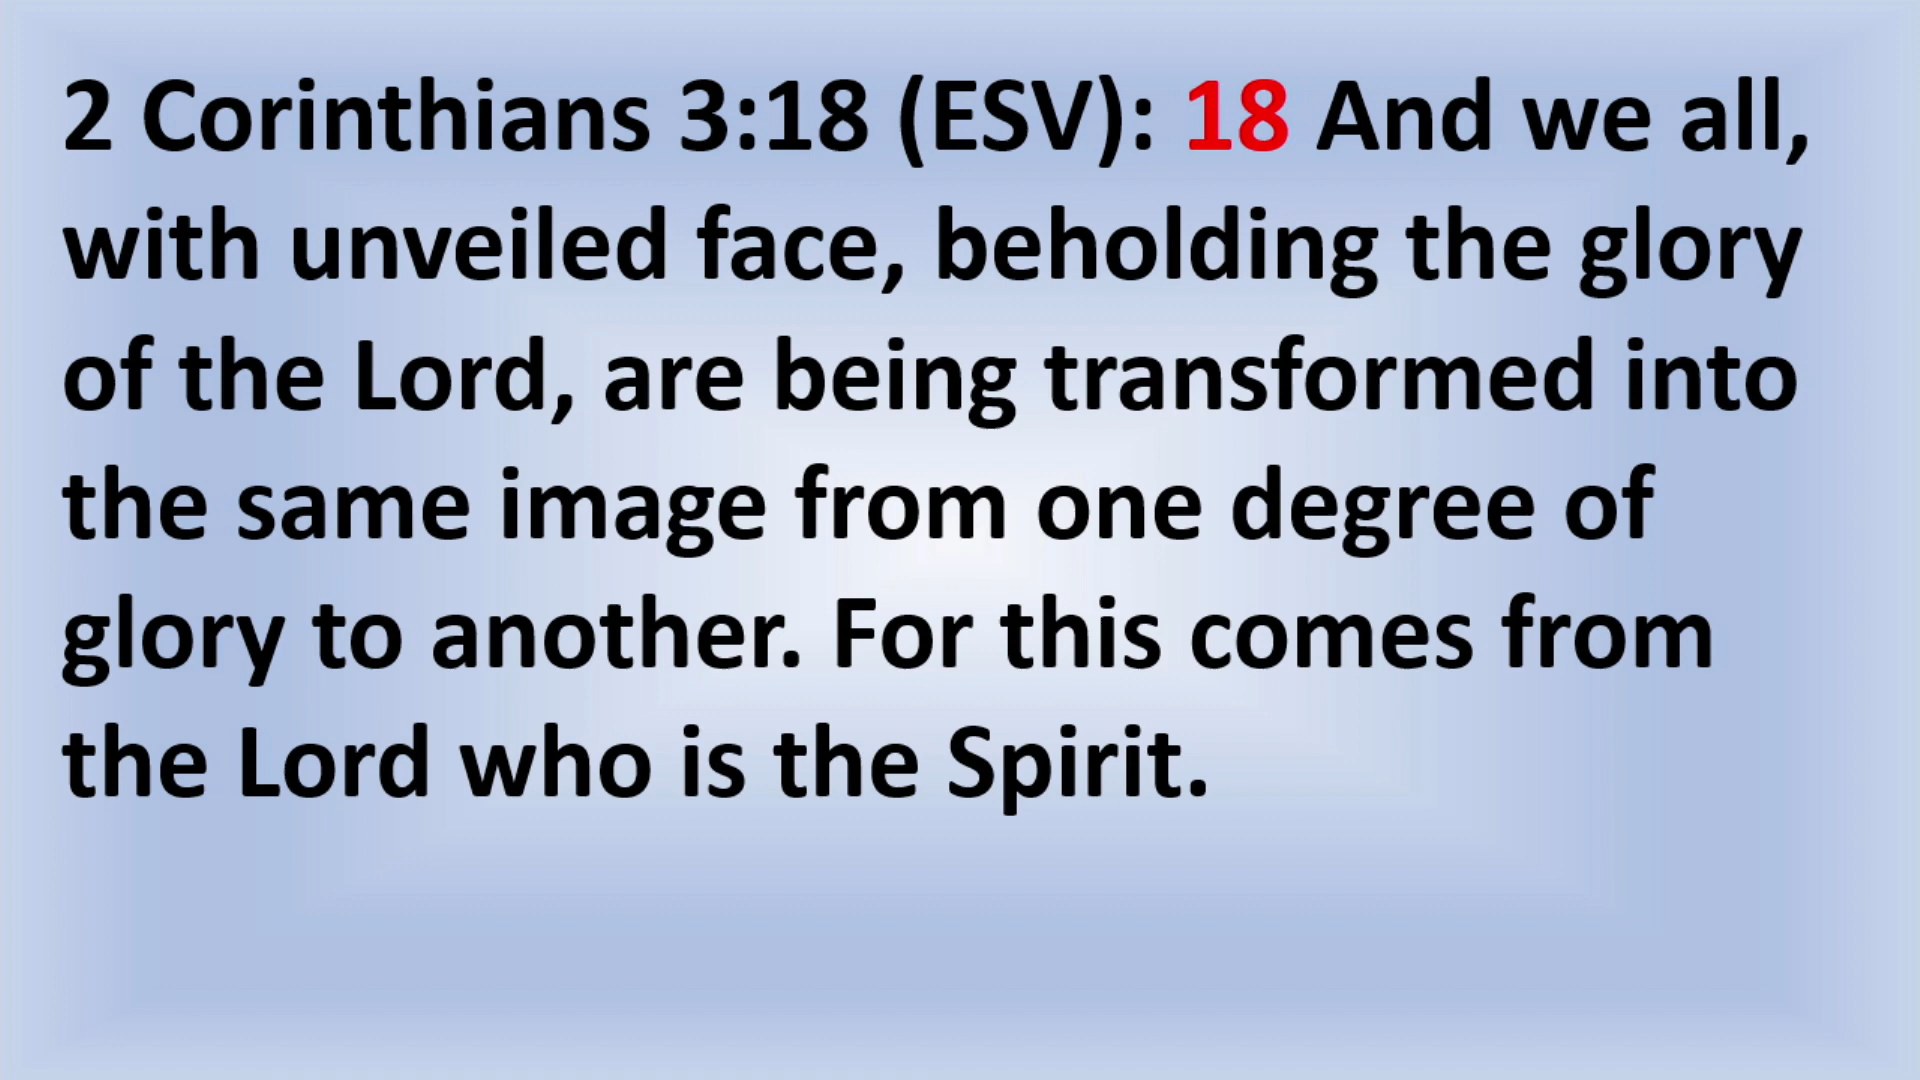 2 Corinthians 3:18 (ESV): 18 And we all,
with unveiled face, beholding the glory
of the Lord, are being transformed into
the same image from one degree of
glory to another. For this comes from
the Lord who is the Spirit.